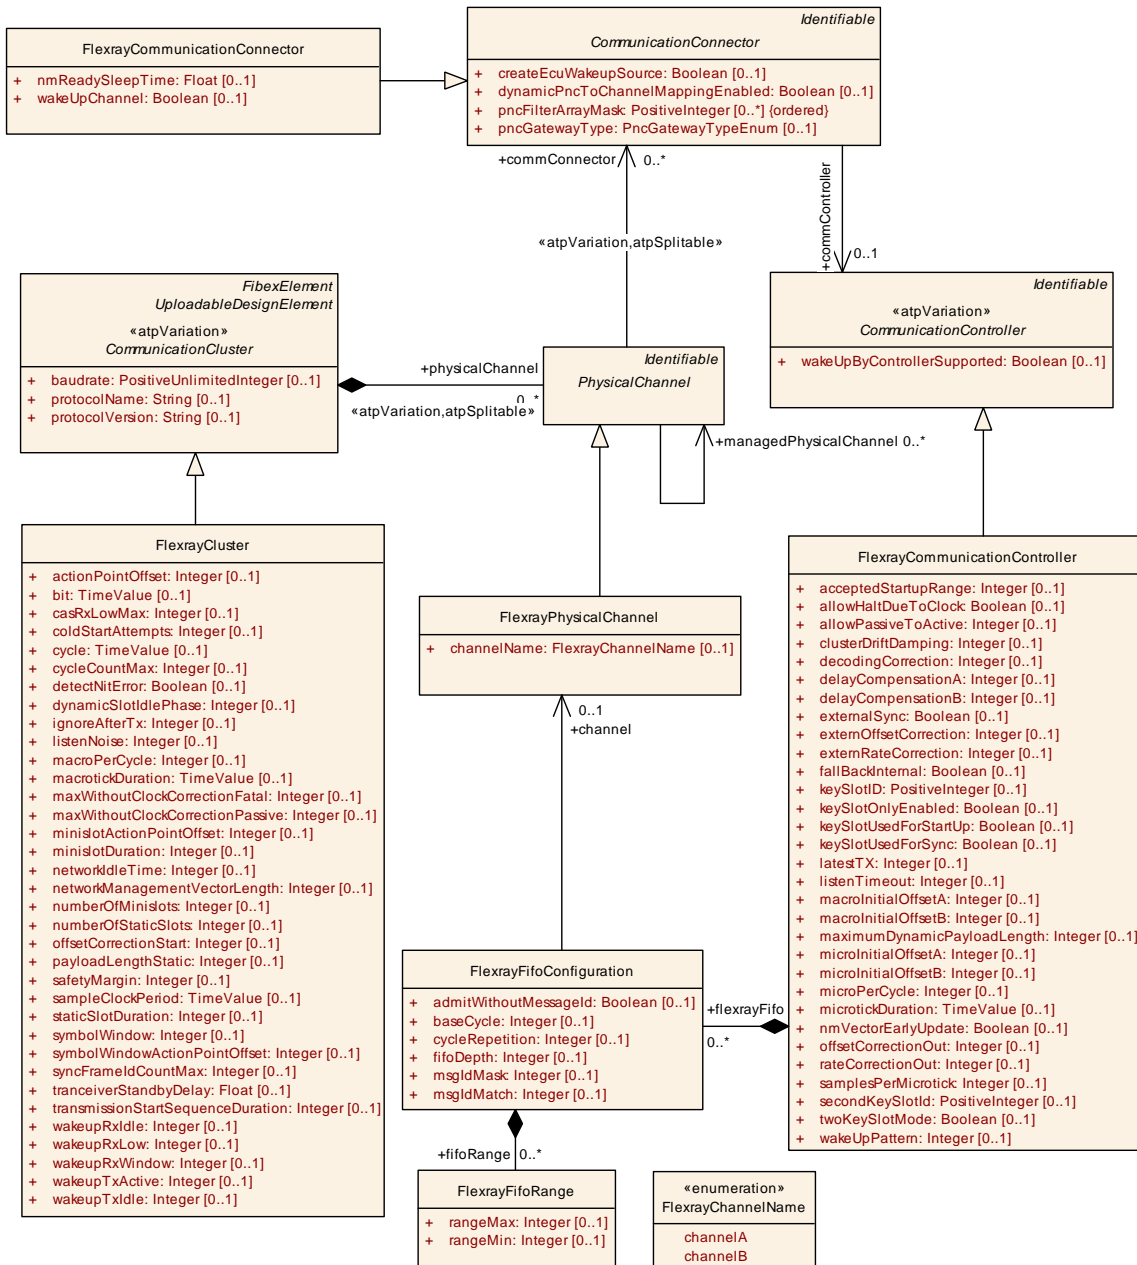 FlexrayCommunicationConnector
+ nmReadySleepTime: Float [0..1]
+ wakeUpChannel: Boolean [0..1]
Identifiable
CommunicationConnector
+ createEcuWakeupSource: Boolean [0..1]
+ dynamicPncToChannelMappingEnabled: Boolean [0..1]
+ pncFilterArrayMask: PositiveInteger [0..*] {ordered}
+ pncGatewayType: PncGatewayTypeEnum [0..1]
+commConnector 0..*
+commController
0..1
«atpVariation,atpSplitable»
FibexElement
UploadableDesignElement
«atpVariation»
CommunicationCluster
+ baudrate: PositiveUnlimitedInteger [0..1]
+ protocolName: String [0..1]
+ protocolVersion: String [0..1]
+physicalChannel
0..*
«atpVariation,atpSplitable»
Identifiable
PhysicalChannel
+managedPhysicalChannel 0..*
Identifiable
«atpVariation»
CommunicationController
+ wakeUpByControllerSupported: Boolean [0..1]
FlexrayCluster
+ actionPointOffset: Integer [0..1]
+ bit: TimeValue [0..1]
+ casRxLowMax: Integer [0..1]
+ coldStartAttempts: Integer [0..1]
+ cycle: TimeValue [0..1]
+ cycleCountMax: Integer [0..1]
+ detectNitError: Boolean [0..1]
+ dynamicSlotIdlePhase: Integer [0..1]
+ ignoreAfterTx: Integer [0..1]
+ listenNoise: Integer [0..1]
+ macroPerCycle: Integer [0..1]
+ macrotickDuration: TimeValue [0..1]
+ maxWithoutClockCorrectionFatal: Integer [0..1]
+ maxWithoutClockCorrectionPassive: Integer [0..1]
+ minislotActionPointOffset: Integer [0..1]
+ minislotDuration: Integer [0..1]
+ networkIdleTime: Integer [0..1]
+ networkManagementVectorLength: Integer [0..1]
+ numberOfMinislots: Integer [0..1]
+ numberOfStaticSlots: Integer [0..1]
+ offsetCorrectionStart: Integer [0..1]
+ payloadLengthStatic: Integer [0..1]
+ safetyMargin: Integer [0..1]
+ sampleClockPeriod: TimeValue [0..1]
+ staticSlotDuration: Integer [0..1]
+ symbolWindow: Integer [0..1]
+ symbolWindowActionPointOffset: Integer [0..1]
+ syncFrameIdCountMax: Integer [0..1]
+ tranceiverStandbyDelay: Float [0..1]
+ transmissionStartSequenceDuration: Integer [0..1]
+ wakeupRxIdle: Integer [0..1]
+ wakeupRxLow: Integer [0..1]
+ wakeupRxWindow: Integer [0..1]
+ wakeupTxActive: Integer [0..1]
+ wakeupTxIdle: Integer [0..1]
FlexrayPhysicalChannel
+ channelName: FlexrayChannelName [0..1]
0..1
+channel
FlexrayCommunicationController
+ acceptedStartupRange: Integer [0..1]
+ allowHaltDueToClock: Boolean [0..1]
+ allowPassiveToActive: Integer [0..1]
+ clusterDriftDamping: Integer [0..1]
+ decodingCorrection: Integer [0..1]
+ delayCompensationA: Integer [0..1]
+ delayCompensationB: Integer [0..1]
+ externalSync: Boolean [0..1]
+ externOffsetCorrection: Integer [0..1]
+ externRateCorrection: Integer [0..1]
+ fallBackInternal: Boolean [0..1]
+ keySlotID: PositiveInteger [0..1]
+ keySlotOnlyEnabled: Boolean [0..1]
+ keySlotUsedForStartUp: Boolean [0..1]
+ keySlotUsedForSync: Boolean [0..1]
+ latestTX: Integer [0..1]
+ listenTimeout: Integer [0..1]
+ macroInitialOffsetA: Integer [0..1]
+ macroInitialOffsetB: Integer [0..1]
+ maximumDynamicPayloadLength: Integer [0..1]
+ microInitialOffsetA: Integer [0..1]
+ microInitialOffsetB: Integer [0..1]
+ microPerCycle: Integer [0..1]
+ microtickDuration: TimeValue [0..1]
+ nmVectorEarlyUpdate: Boolean [0..1]
+ offsetCorrectionOut: Integer [0..1]
+ rateCorrectionOut: Integer [0..1]
+ samplesPerMicrotick: Integer [0..1]
+ secondKeySlotId: PositiveInteger [0..1]
+ twoKeySlotMode: Boolean [0..1]
+ wakeUpPattern: Integer [0..1]
FlexrayFifoConfiguration
+ admitWithoutMessageId: Boolean [0..1]
+ baseCycle: Integer [0..1]
+ cycleRepetition: Integer [0..1]
+ fifoDepth: Integer [0..1]
+ msgIdMask: Integer [0..1]
+ msgIdMatch: Integer [0..1]
+flexrayFifo
0..*
+fifoRange 0..*
FlexrayFifoRange
+ rangeMax: Integer [0..1]
+ rangeMin: Integer [0..1]
«enumeration»
FlexrayChannelName
channelA
channelB